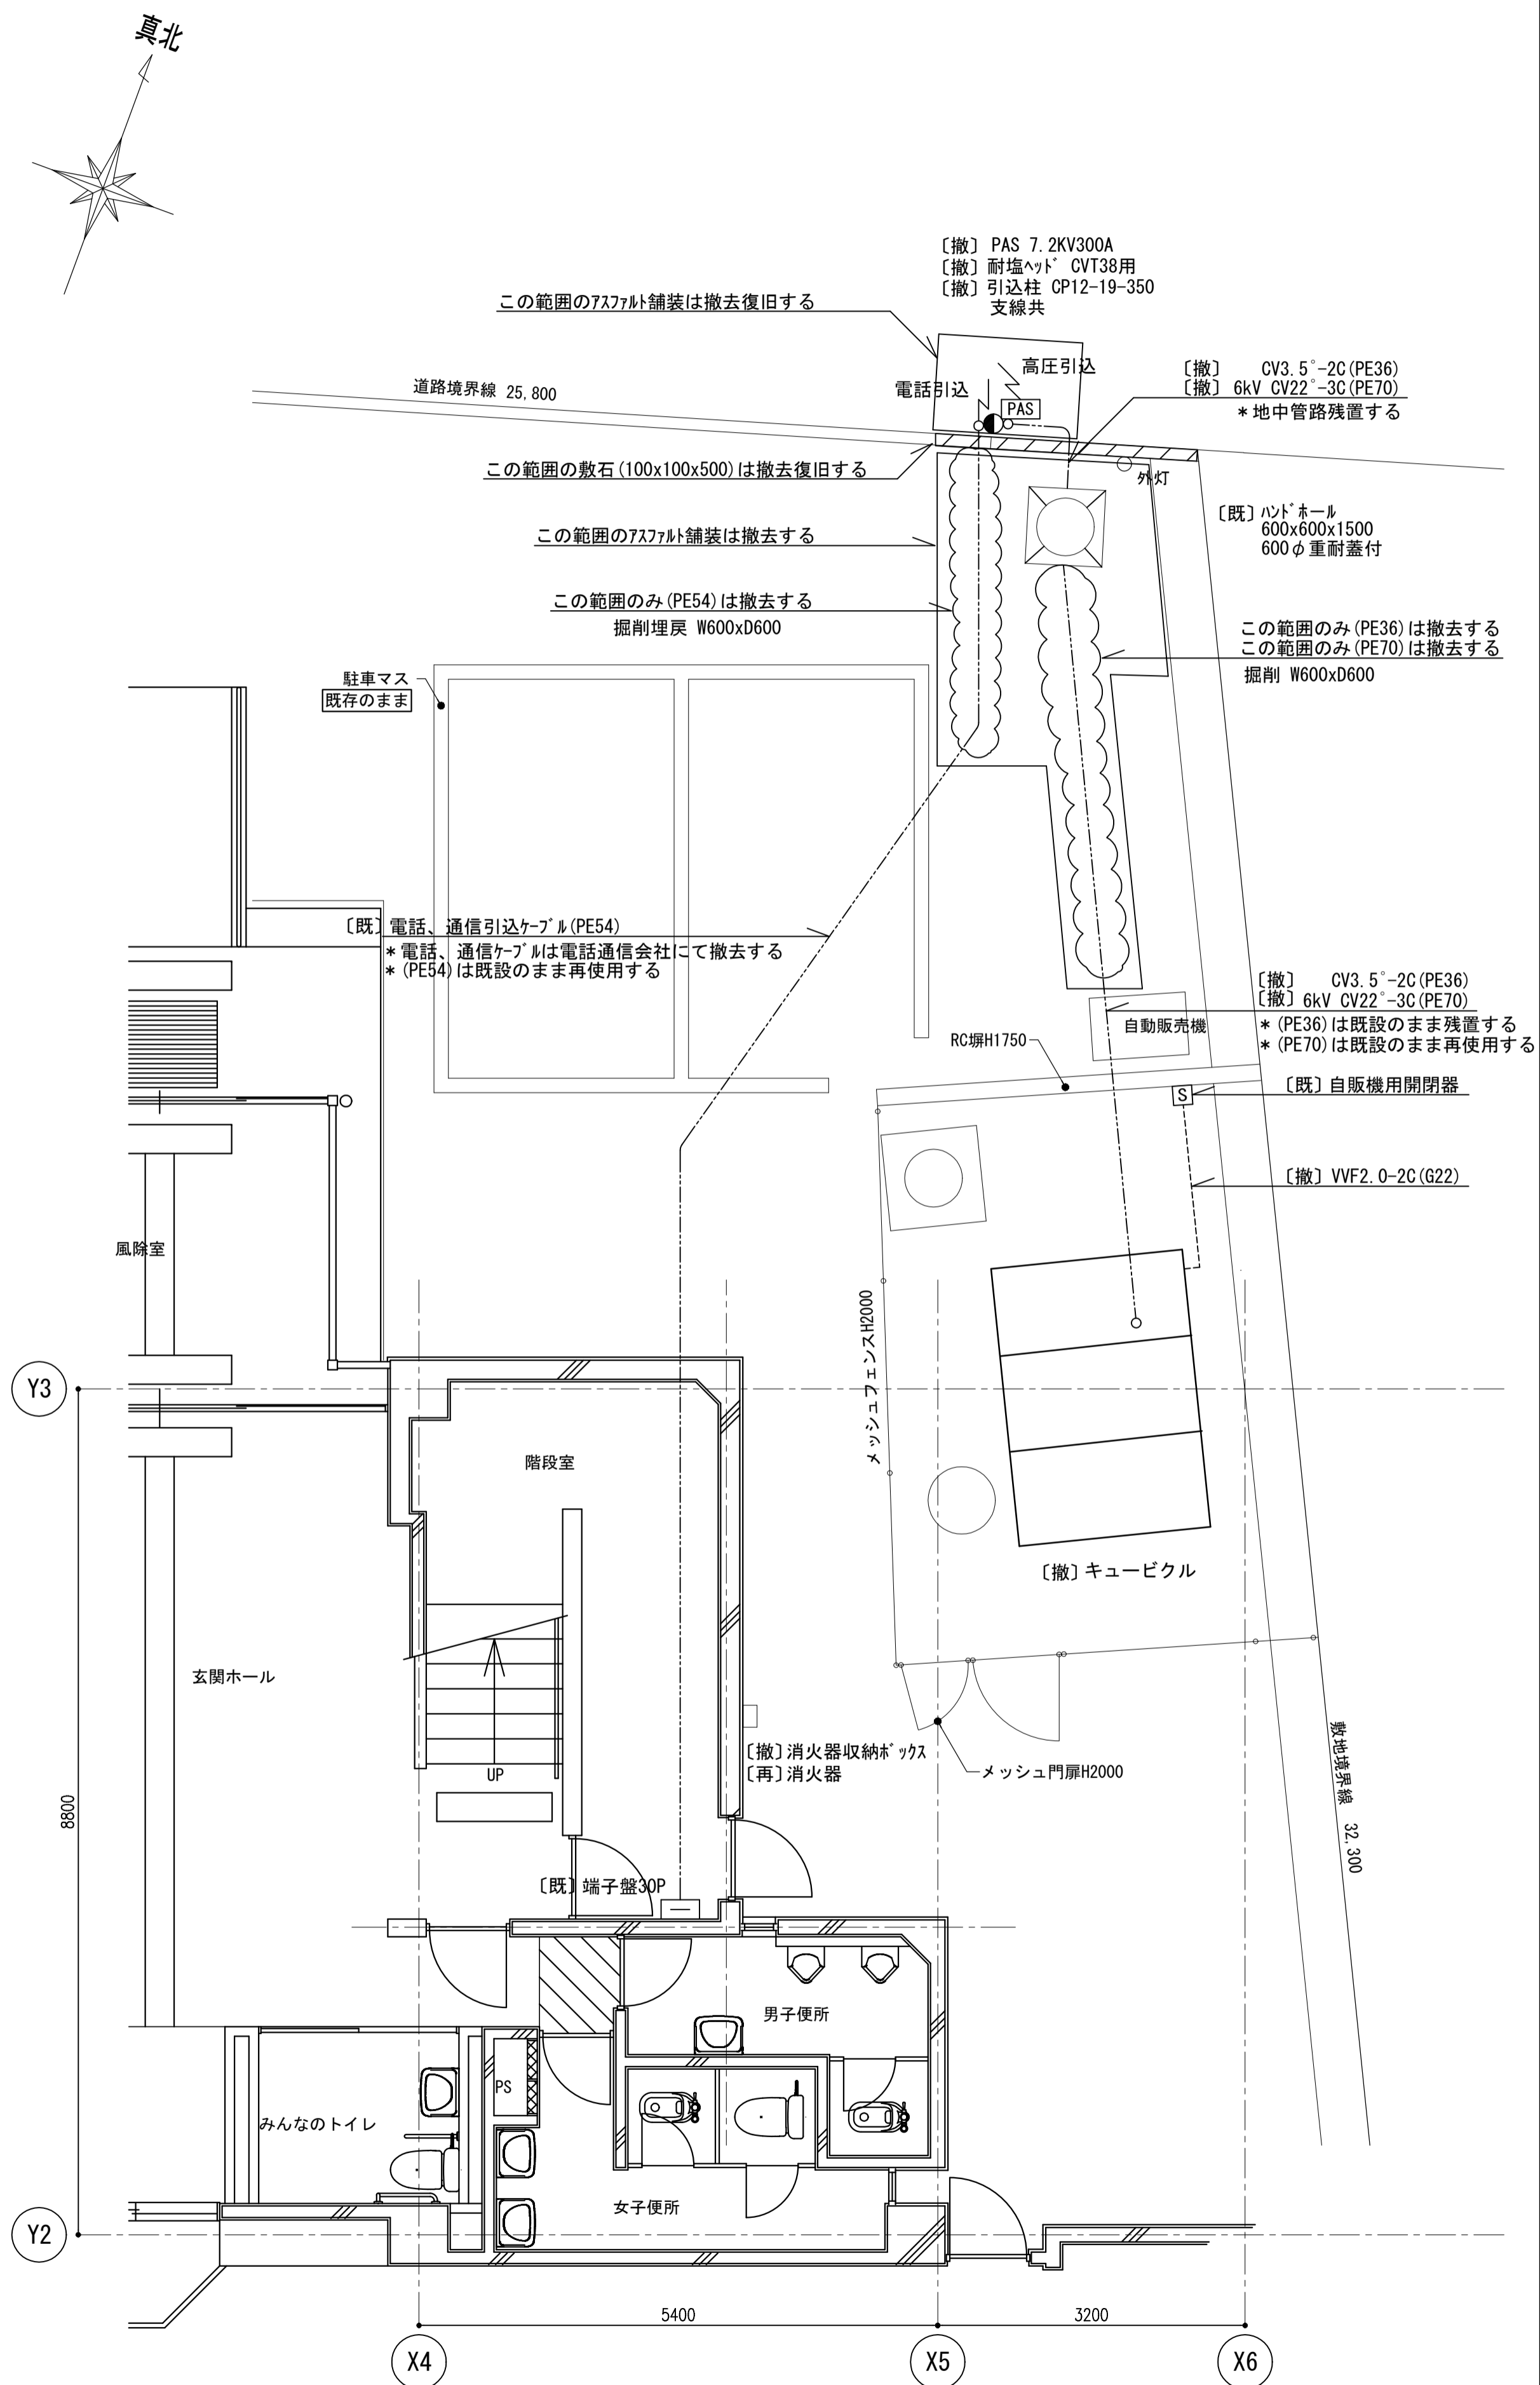 真北
〔撤〕 PAS 7.2KV300A
〔撤〕 耐塩ﾍｯﾄﾞ CVT38用
〔撤〕 引込柱 CP12-19-350
支線共
この範囲のｱｽﾌｧﾙﾄ舗装は撤去復旧する
高圧引込
電話引込
PAS
道路境界線 25,800
〔撤〕 CV3.5゜-2C(PE36)
〔撤〕 6kV CV22゜-3C(PE70)
＊地中管路残置する
この範囲の敷石(100x100x500)は撤去復旧する
外灯
〔既〕ﾊﾝﾄﾞﾎｰﾙ
600x600x1500
600φ重耐蓋付
この範囲のｱｽﾌｧﾙﾄ舗装は撤去する
この範囲のみ(PE54)は撤去する
掘削埋戻 W600xD600
この範囲のみ(PE36)は撤去する
この範囲のみ(PE70)は撤去する
掘削 W600xD600
駐車マス
既存のまま
〔既〕電話、通信引込ｹｰﾌﾞﾙ(PE54)
＊電話、通信ｹｰﾌﾞﾙは電話通信会社にて撤去する
＊(PE54)は既設のまま再使用する
〔撤〕 CV3.5゜-2C(PE36)
〔撤〕6kV CV22゜-3C(PE70)
＊(PE36)は既設のまま残置する
＊(PE70)は既設のまま再使用する
自動販売機
RC塀H1750
S
〔既〕自販機用開閉器
〔撤〕VVF2.0-2C(G22)
風除室
メッシュフェンスH2000
Y3
階段室
〔撤〕キュービクル
玄関ホール
UP
〔撤〕消火器収納ﾎﾞｯｸｽ
〔再〕消火器
メッシュ門扉H2000
敷地境界線 32,300
8800
〔既〕端子盤30P
男子便所
PS
みんなのトイレ
女子便所
Y2
5400
3200
X4
X5
X6